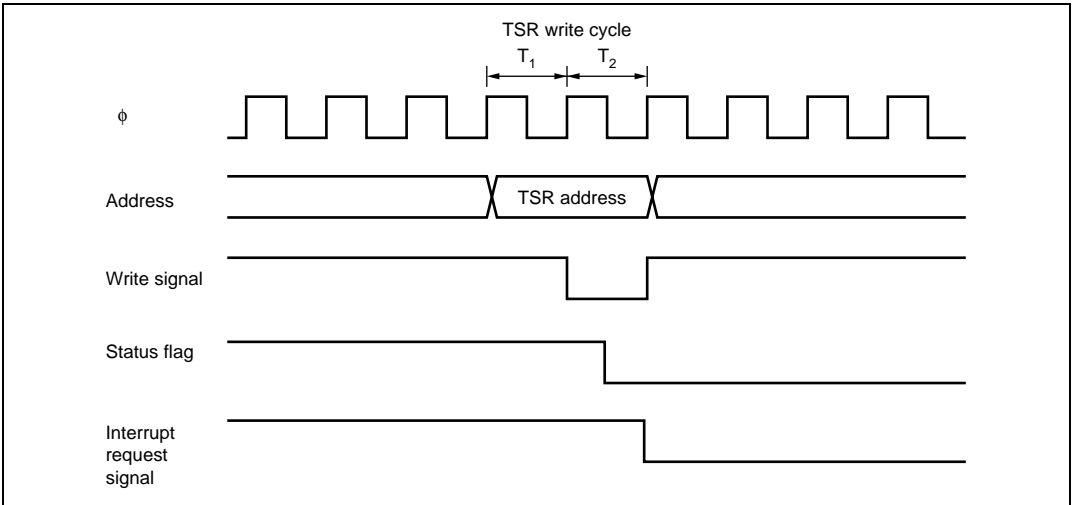 TSR write cycle
T1 T2
ϕ
Address
TSR address
Write signal
Status flag
Interrupt
request
signal